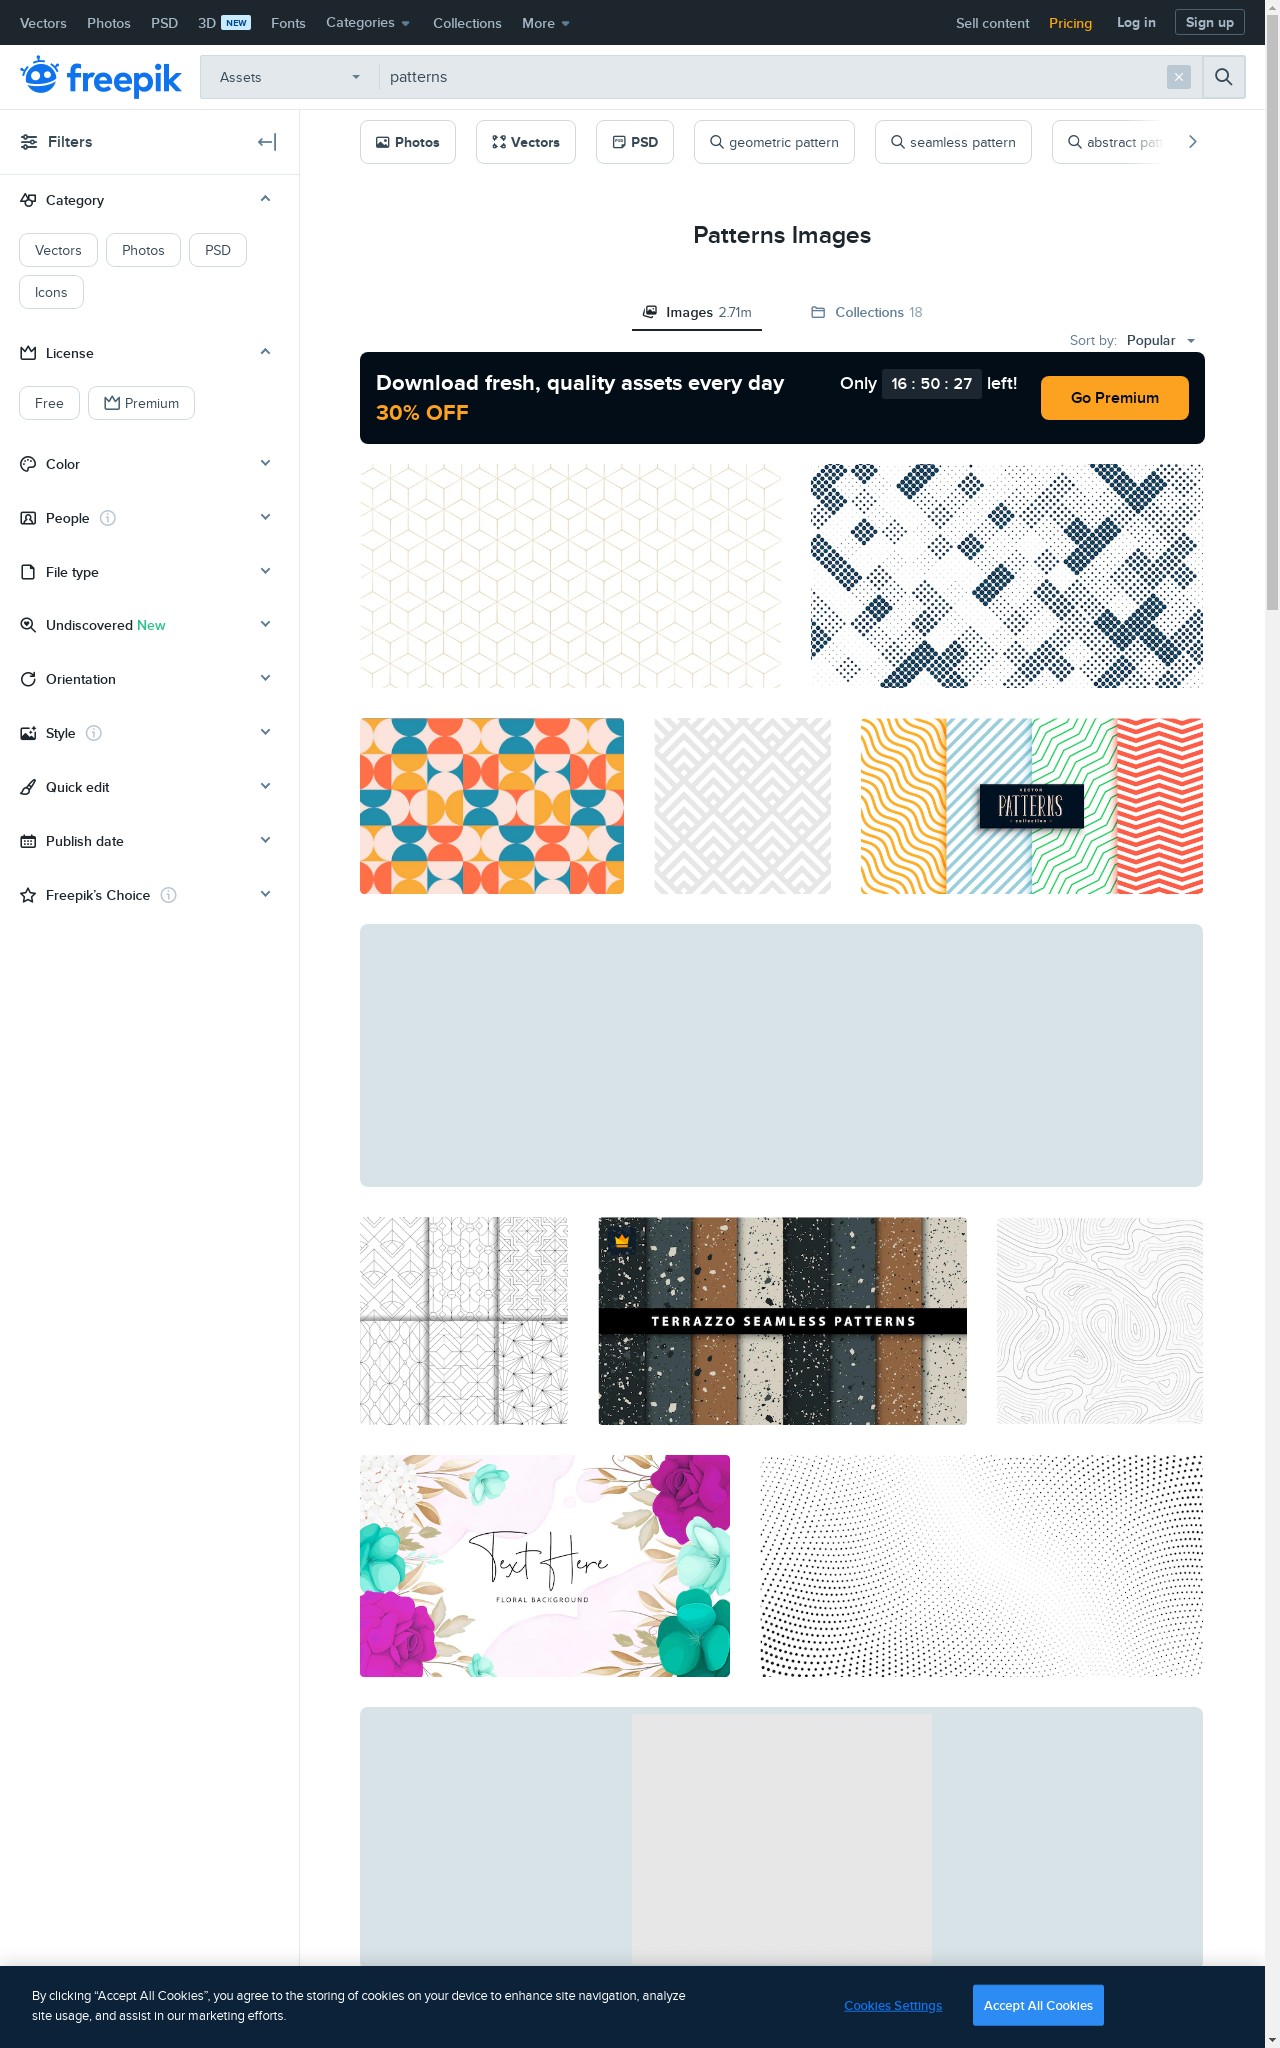 Vectors Photos PSD 3D NEW Fonts Categories Collections More Sell content Pricing Log in Sign up
freepik Assets patterns
Filters
Photos Vectors PSD geometric pattern seamless pattern abstract
Category
Vectors Photos PSD
Icons
Patterns Images
Images 2.71m Collections 18
Sort by: Popular
License
Free Premium
Download fresh, quality assets every day
30% OFF
Only 16 : 50 : 27 left!
Go Premium
Color
People
File type
Undiscovered New
Orientation
Style
Quick edit
Publish date
Freepik's Choice
VECTOR
PATTERNS
collection
TERRAZZO SEAMLESS PATTERNS
Text Here
FLORAL BACKGROUND
By clicking “Accept All Cookies”, you agree to the storing of cookies on your device to enhance site navigation, analyze
site usage, and assist in our marketing efforts.
Cookies Settings
Accept All Cookies